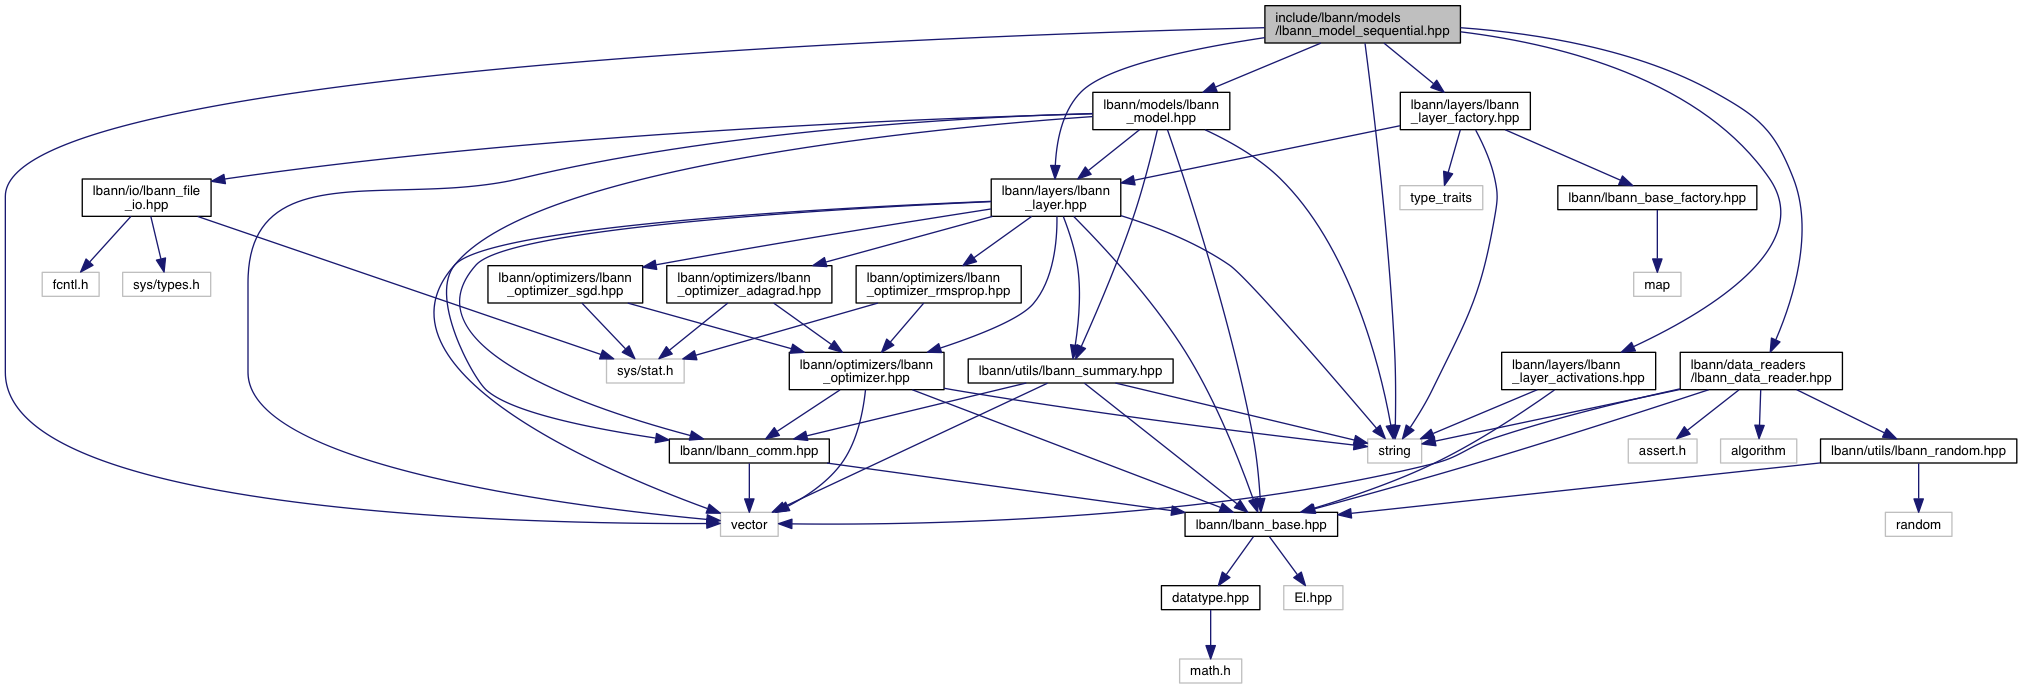 include/lbann/models
/lbann_model_sequential.hpp
lbann/models/lbann
_model.hpp
lbann/layers/lbann
_layer_factory.hpp
lbann/io/lbann_file
_io.hpp
lbann/layers/lbann
_layer.hpp
type_traits
lbann/lbann_base_factory.hpp
fcntl.h
sys/types.h
lbann/optimizers/lbann
_optimizer_sgd.hpp
lbann/optimizers/lbann
_optimizer_adagrad.hpp
lbann/optimizers/lbann
_optimizer_rmsprop.hpp
map
sys/stat.h
lbann/optimizers/lbann
_optimizer.hpp
lbann/utils/lbann_summary.hpp
lbann/layers/lbann
_layer_activations.hpp
lbann/data_readers
/lbann_data_reader.hpp
lbann/lbann_comm.hpp
string
assert.h
algorithm
lbann/utils/lbann_random.hpp
vector
lbann/lbann_base.hpp
random
datatype.hpp
El.hpp
math.h